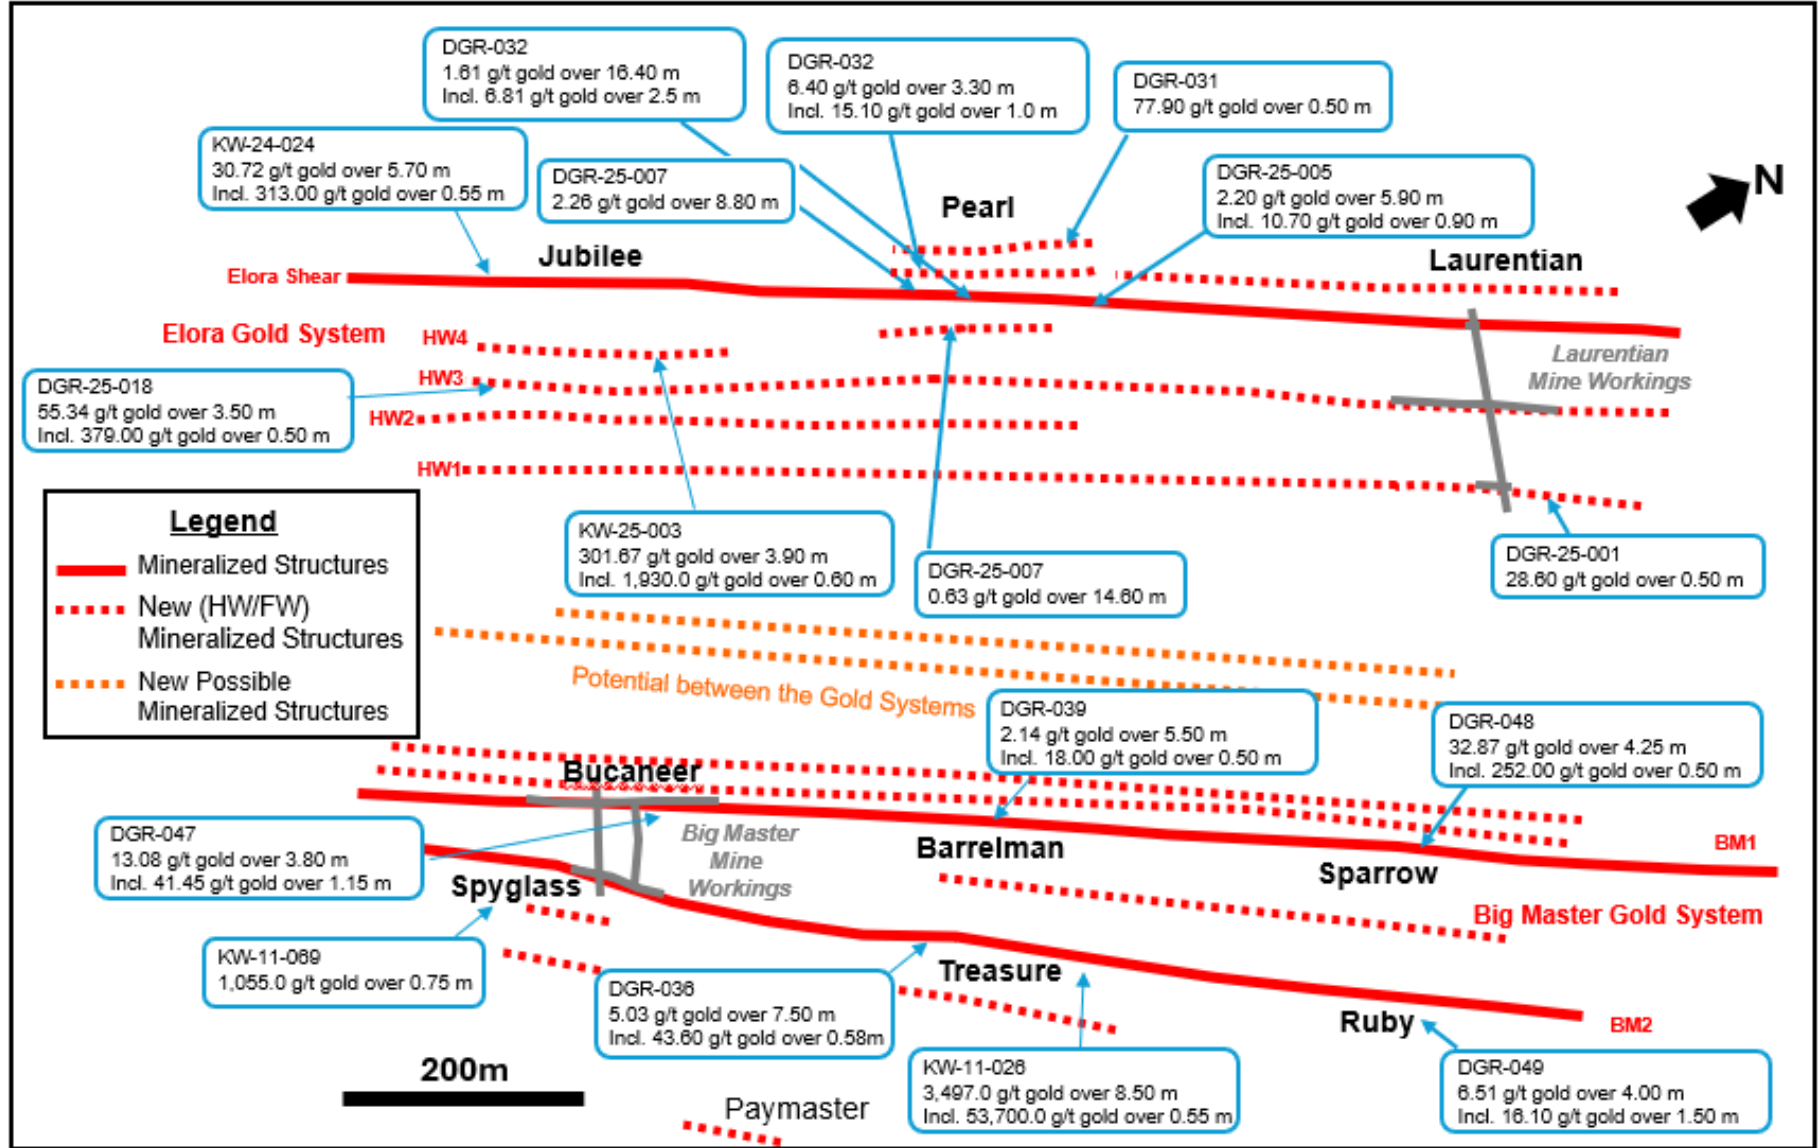 DGR-032
1.61 g/t gold over 16.40 m
Incl. 6.81 g/t gold over 2.5 m
DGR-032
6.40 g/t gold over 3.30 m
Incl. 15.10 g/t gold over 1.0 m
DGR-031
77.90 g/t gold over 0.50 m
KW-24-024
30.72 g/t gold over 5.70 m
Incl. 313.00 g/t gold over 0.55 m
DGR-25-007
2.26 g/t gold over 8.80 m
DGR-25-005
2.20 g/t gold over 5.90 m
Incl. 10.70 g/t gold over 0.90 m
N
Pearl
Jubilee
Laurentian
Elora Shear
Elora Gold System
HW4
HW3
HW2
HW1
Laurentian
Mine Workings
DGR-25-018
55.34 g/t gold over 3.50 m
Incl. 379.00 g/t gold over 0.50 m
Legend
Mineralized Structures
New (HW/FW)
Mineralized Structures
New Possible
Mineralized Structures
KW-25-003
301.67 g/t gold over 3.90 m
Incl. 1,930.0 g/t gold over 0.60 m
DGR-25-007
0.63 g/t gold over 14.60 m
DGR-25-001
28.60 g/t gold over 0.50 m
Potential between the Gold Systems
DGR-039
2.14 g/t gold over 5.50 m
Incl. 18.00 g/t gold over 0.50 m
DGR-048
32.87 g/t gold over 4.25 m
Incl. 252.00 g/t gold over 0.50 m
Bucaneer
DGR-047
13.08 g/t gold over 3.80 m
Incl. 41.45 g/t gold over 1.15 m
Big Master
Mine
Workings
Barrelman
Sparrow
BM1
Spyglass
Big Master Gold System
KW-11-069
1,055.0 g/t gold over 0.75 m
DGR-036
5.03 g/t gold over 7.50 m
Incl. 43.60 g/t gold over 0.58m
Treasure
Ruby
BM2
200m
KW-11-026
3,497.0 g/t gold over 8.50 m
Incl. 53,700.0 g/t gold over 0.55 m
DGR-049
6.51 g/t gold over 4.00 m
Incl. 16.10 g/t gold over 1.50 m
Paymaster